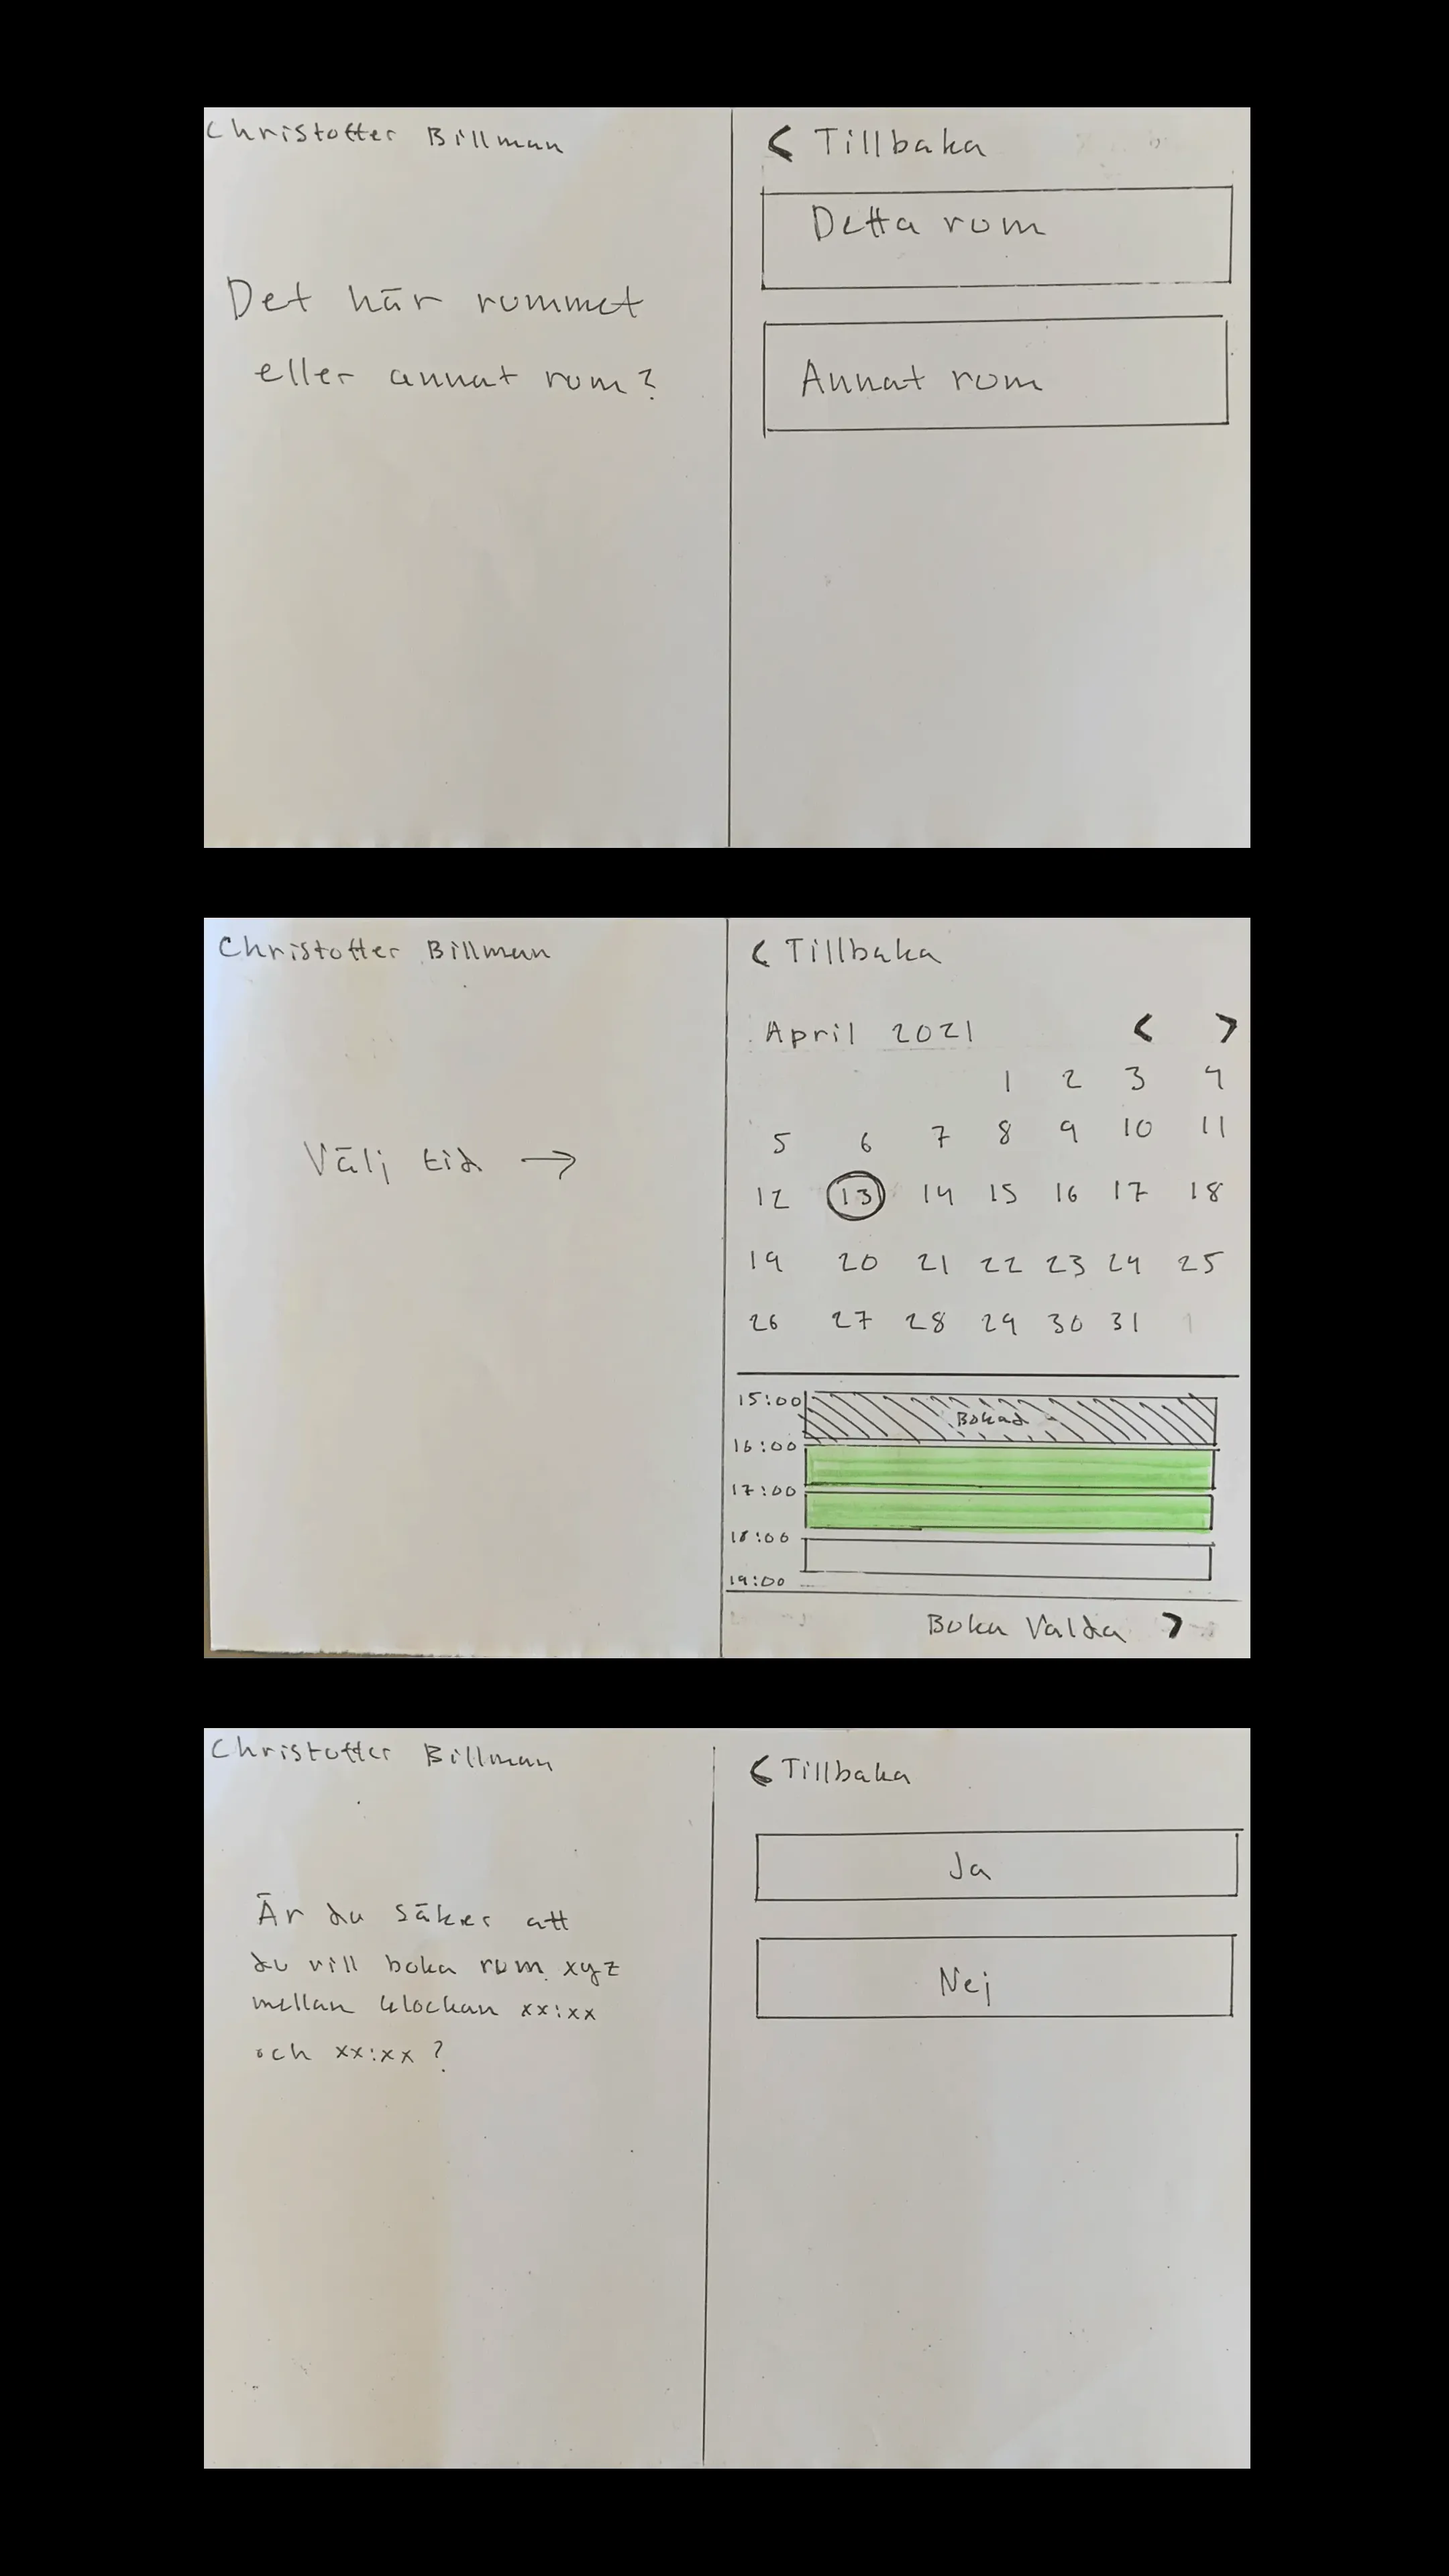 Christoffer Billman
Det här rummet
eller annat rum?
< Tillbaka
Detta rum
Annat rum
Christoffer Billman
Välj tid →
< Tillbaka
April 2021 < >
1 2 3 4
5 6 7 8 9 10 11
12 13 14 15 16 17 18
19 20 21 22 23 24 25
26 27 28 29 30 31 1
15:00
Bokad
16:00
17:00
18:00
19:00
Boka Valda >
Christoffer Billman
Är du säker att
du vill boka rum xyz
mellan klockan xx:xx
och xx:xx ?
< Tillbaka
Ja
Nej